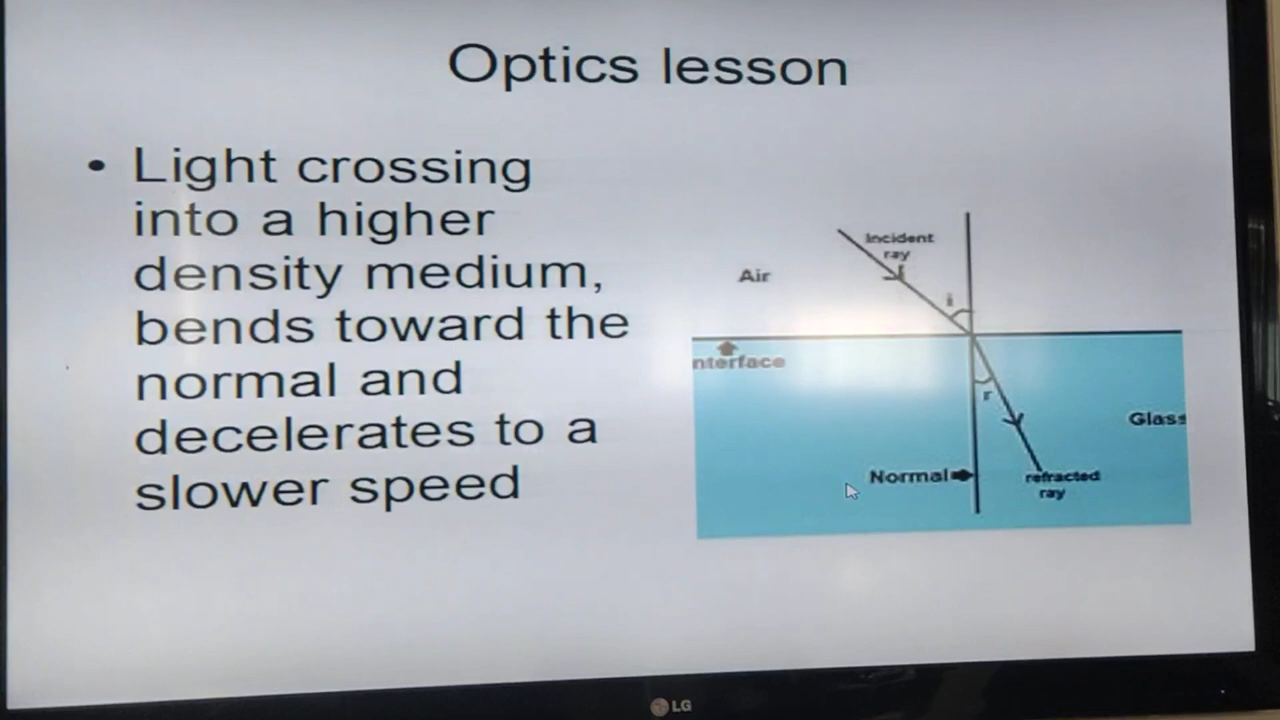 Optics lesson
• Light crossing
into a higher
density medium,
bends toward the
normal and
decelerates to a
slower speed
Incident
ray
Air
i
nterface
r
Glass
Normal
refracted
ray
LG